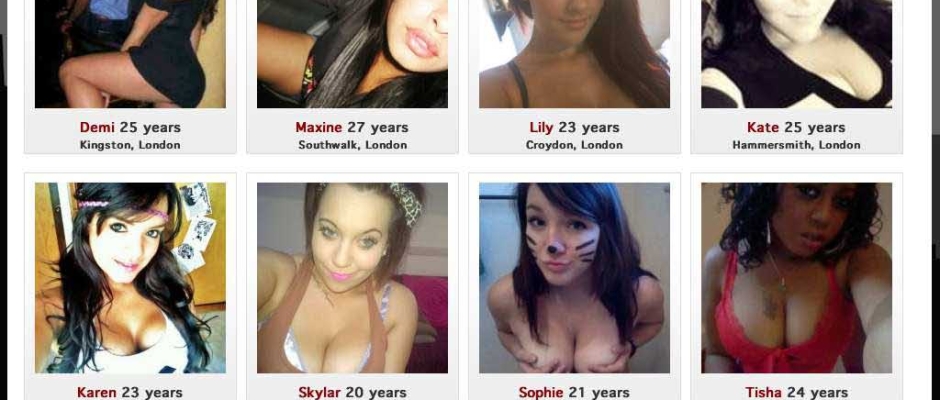 Demi 25 years
Kingston, London
Maxine 27 years
Southwalk, London
Lily 23 years
Croydon, London
Kate 25 years
Hammersmith, London
Karen 23 years
Skylar 20 years
Sophie 21 years
Tisha 24 years